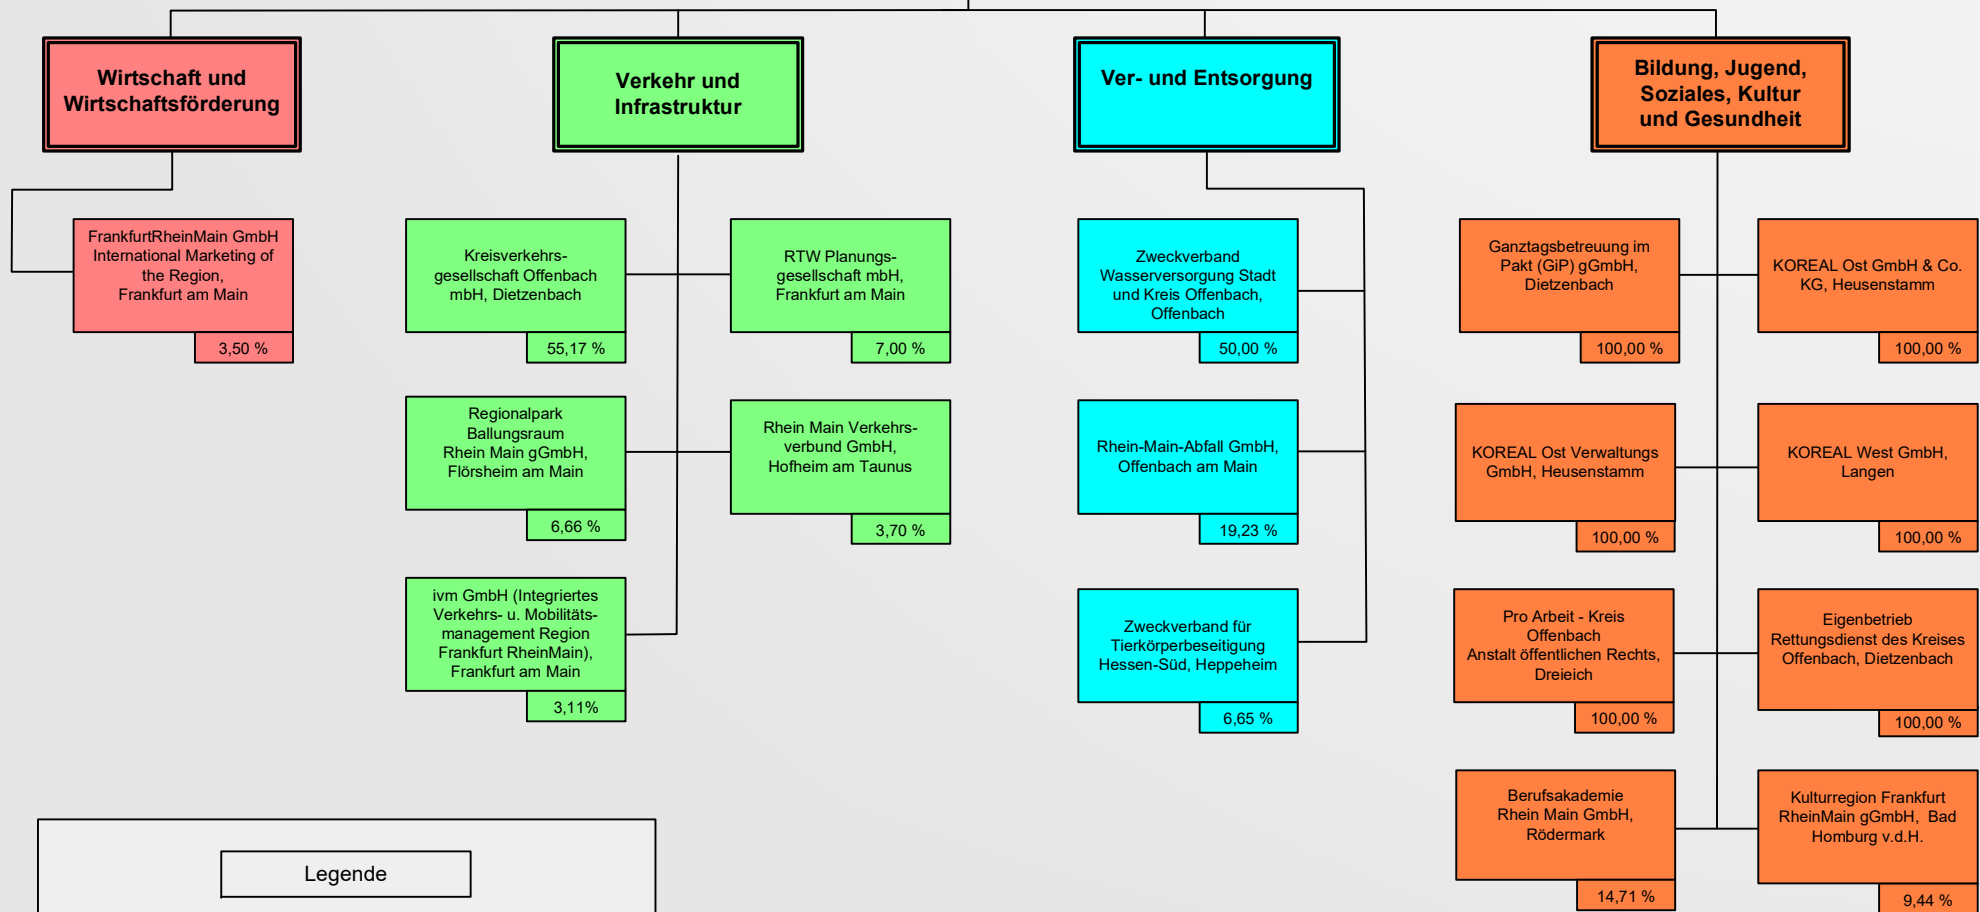 Wirtschaft und
Wirtschaftsförderung
FrankfurtRheinMain GmbH
International Marketing of
the Region,
Frankfurt am Main
3,50 %
Verkehr und
Infrastruktur
Kreisverkehrs-
gesellschaft Offenbach
mbH, Dietzenbach
55,17 %
RTW Planungs-
gesellschaft mbH,
Frankfurt am Main
7,00 %
Regionalpark
Ballungsraum
Rhein Main gGmbH,
Flörsheim am Main
6,66 %
Rhein Main Verkehrs-
verbund GmbH,
Hofheim am Taunus
3,70 %
ivm GmbH (Integriertes
Verkehrs- u. Mobilitäts-
management Region
Frankfurt RheinMain),
Frankfurt am Main
3,11%
Ver- und Entsorgung
Zweckverband
Wasserversorgung Stadt
und Kreis Offenbach,
Offenbach
50,00 %
Rhein-Main-Abfall GmbH,
Offenbach am Main
19,23 %
Zweckverband für
Tierkörperbeseitigung
Hessen-Süd, Heppeheim
6,65 %
Bildung, Jugend,
Soziales, Kultur
und Gesundheit
Ganztagsbetreuung im
Pakt (GiP) gGmbH,
Dietzenbach
100,00 %
KOREAL Ost GmbH & Co.
KG, Heusenstamm
100,00 %
KOREAL Ost Verwaltungs
GmbH, Heusenstamm
100,00 %
KOREAL West GmbH,
Langen
100,00 %
Pro Arbeit - Kreis
Offenbach
Anstalt öffentlichen Rechts,
Dreieich
100,00 %
Eigenbetrieb
Rettungsdienst des Kreises
Offenbach, Dietzenbach
100,00 %
Berufsakademie
Rhein Main GmbH,
Rödermark
14,71 %
Kulturregion Frankfurt
RheinMain gGmbH, Bad
Homburg v.d.H.
9,44 %
Legende